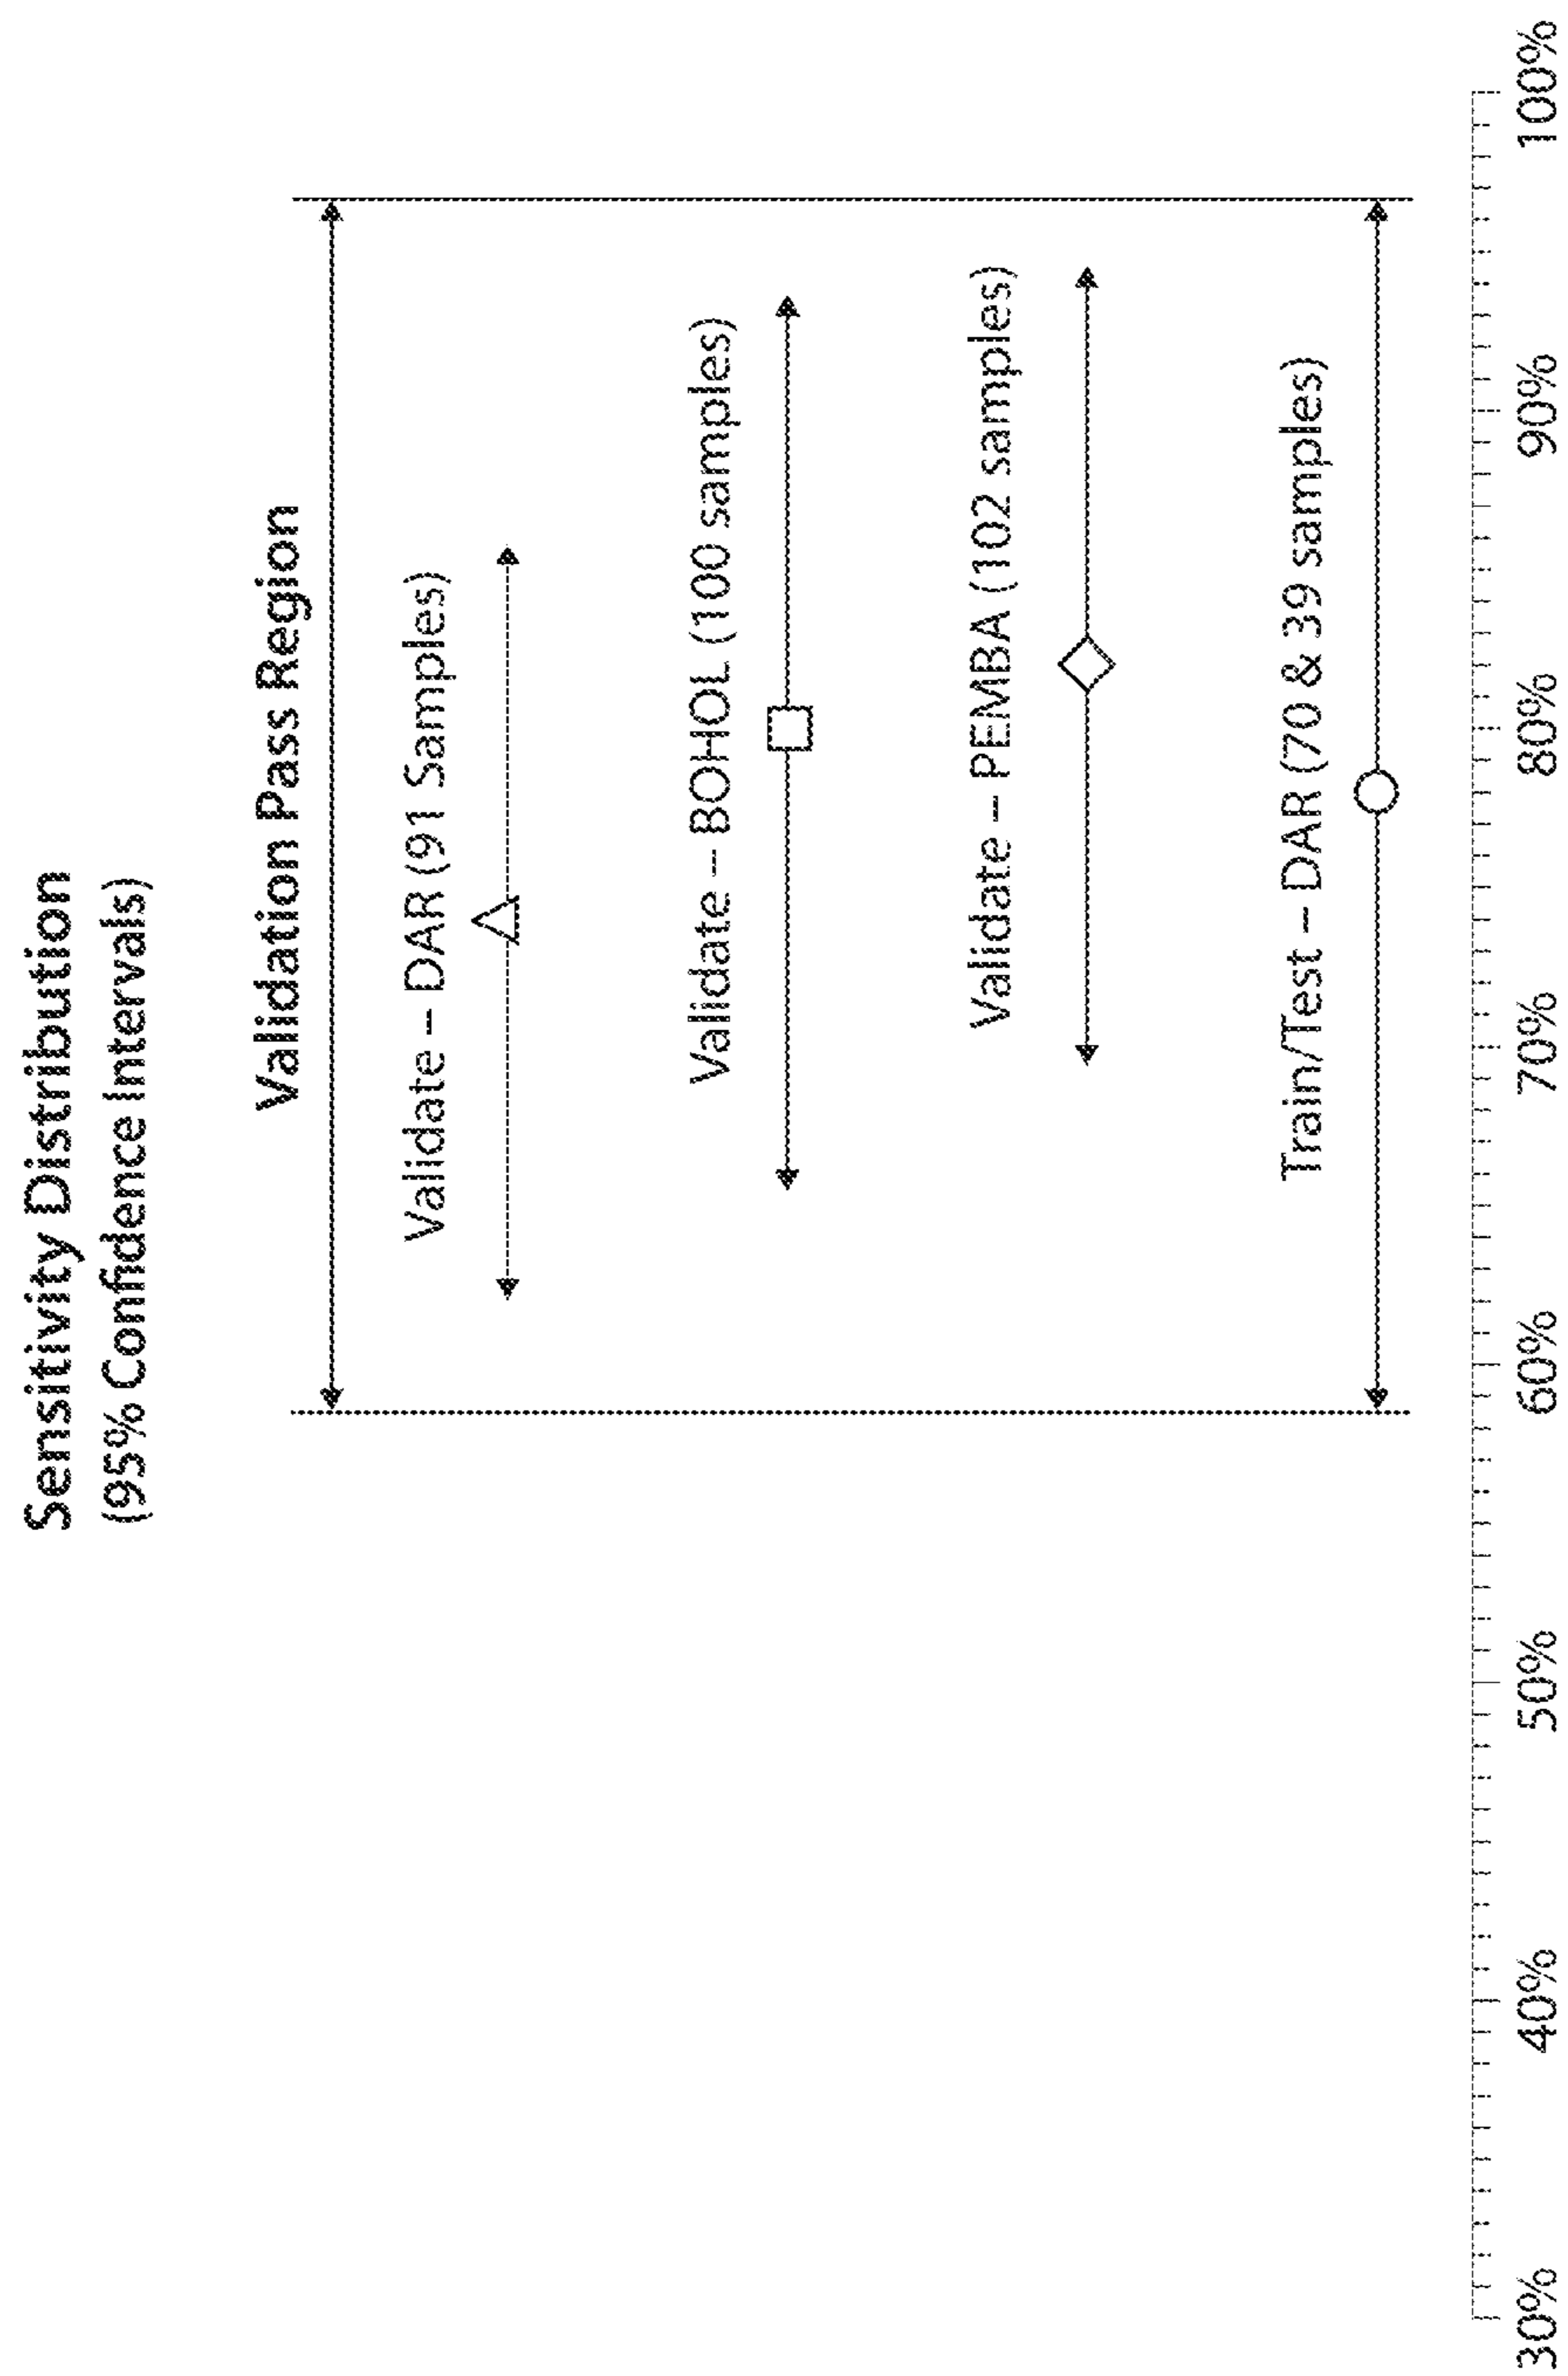 Sensitivity Distribution
(95% Confidence Intervals)
Validation Pass Region
Validate – DAR (91 Samples)
Validate – BOHOL (100 samples)
Validate – PEMBA (102 samples)
Train/Test – DAR (70 & 39 samples)
30% 40% 50% 60% 70% 80% 90% 100%